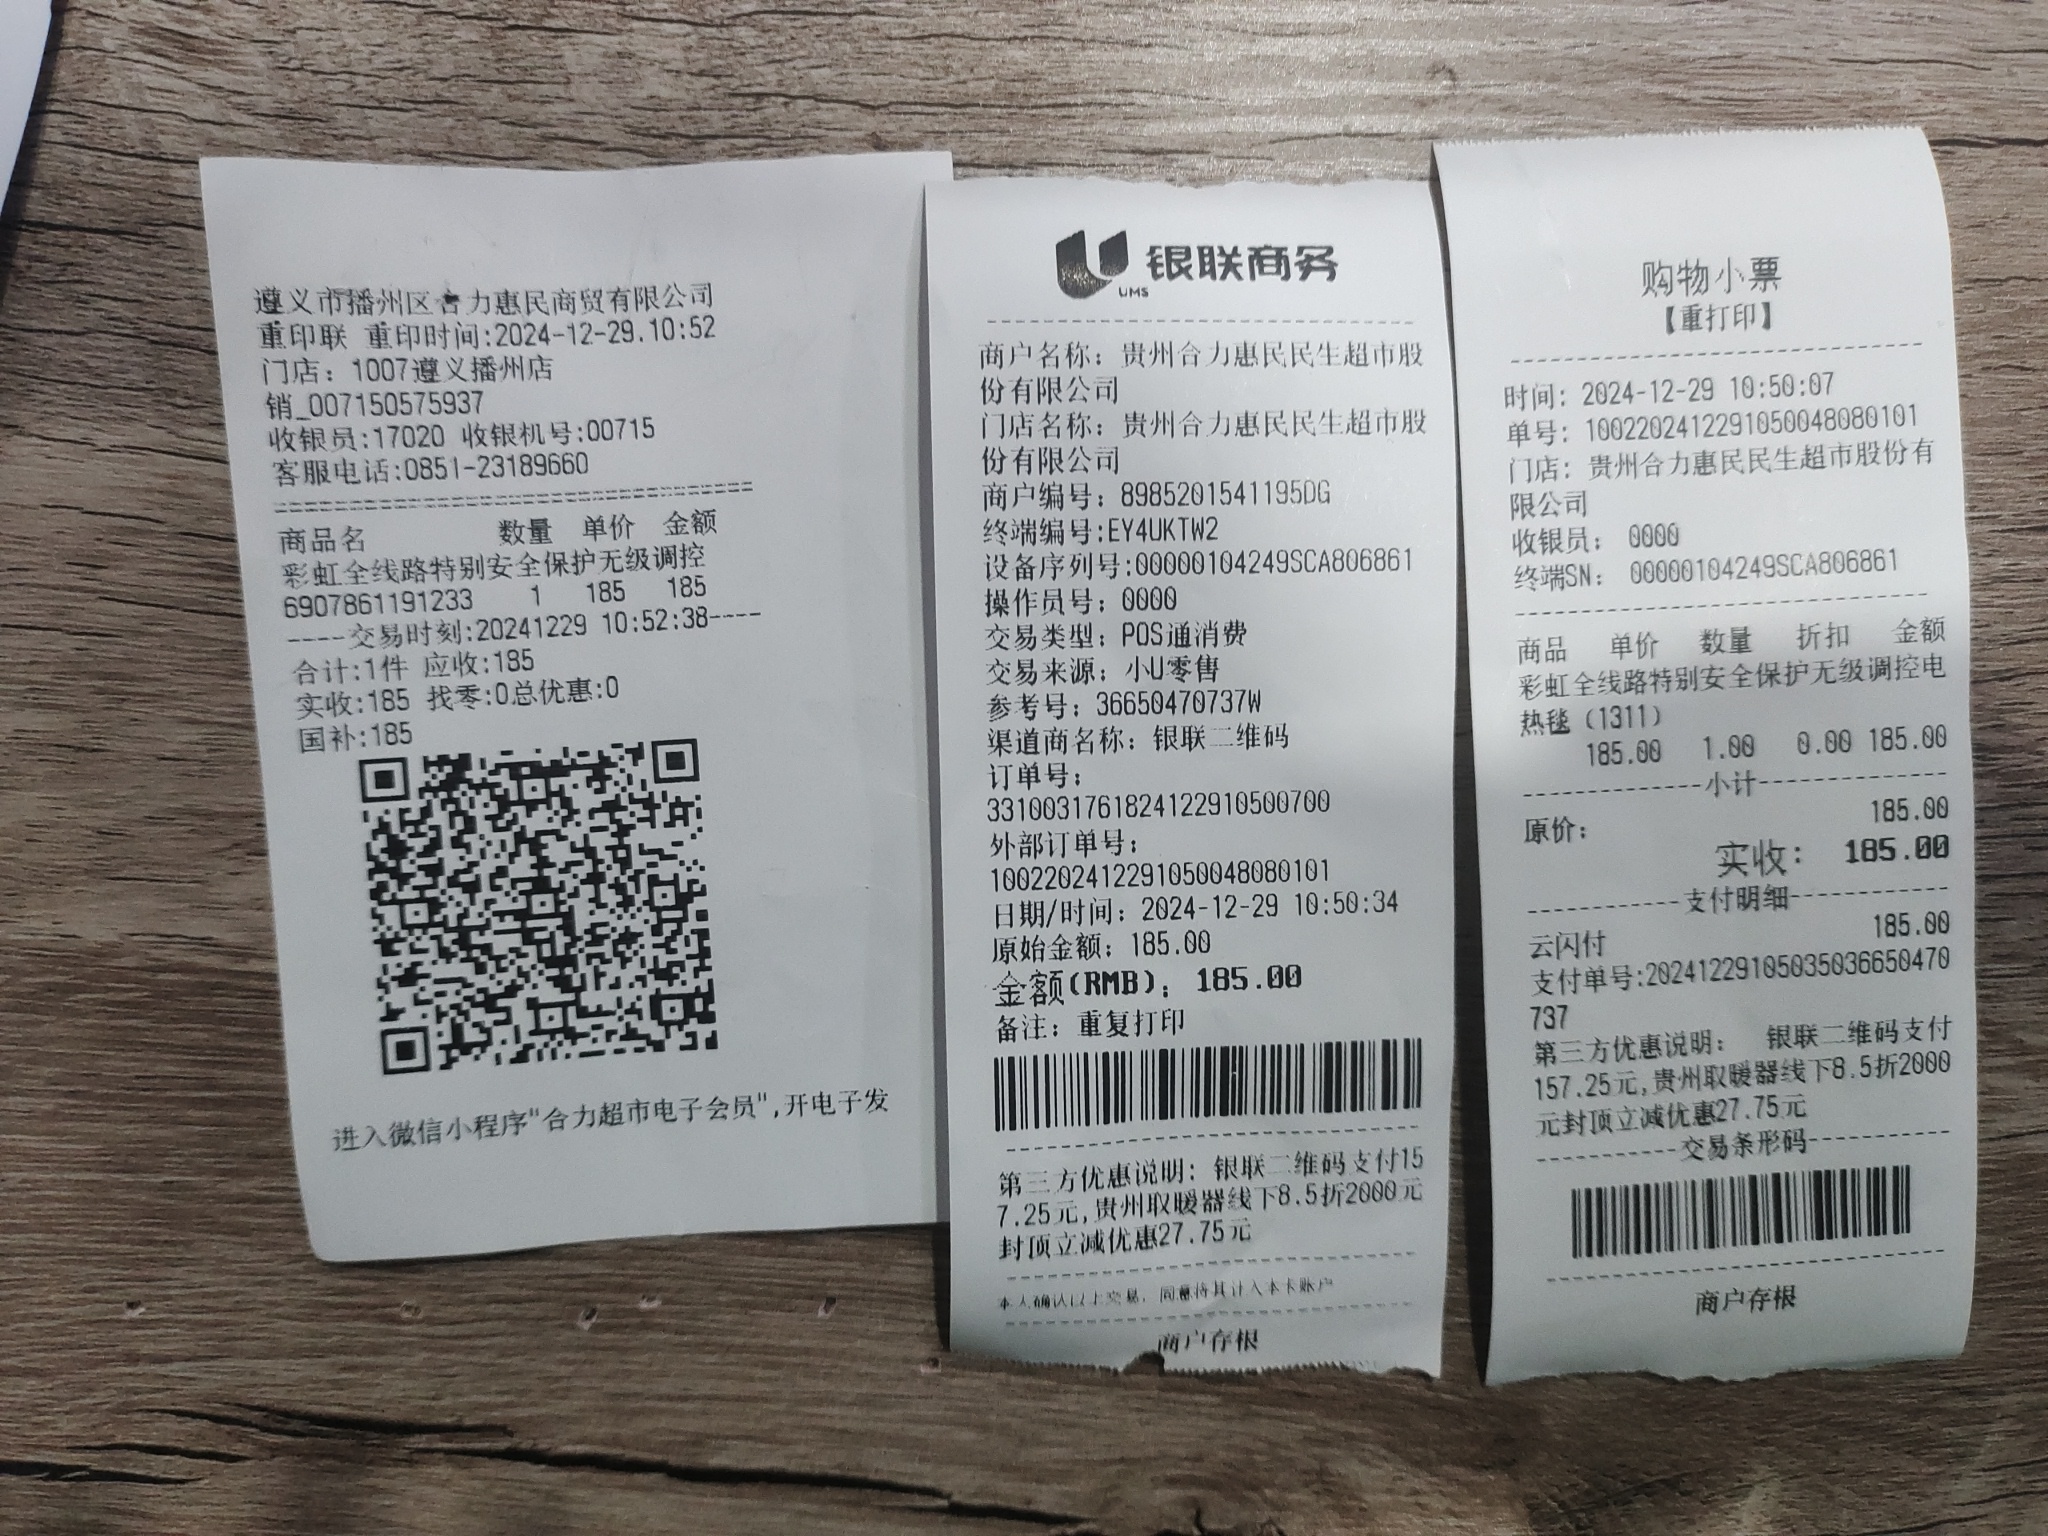 遵义市播州区合力惠民商贸有限公司
重印联 重印时间:2024-12-29.10:52
门店: 1007遵义播州店
销_007150575937
收银员:17020 收银机号:00715
客服电话:0851-23189660
商品名 数量 单价 金额
彩虹全线路特别安全保护无级调控
6907861191233 1 185 185
-----交易时刻:20241229 10:52:38----
合计:1件 应收:185
实收:185 找零:0总优惠:0
国补:185
进入微信小程序"合力超市电子会员",开电子发
银联商务
UMS
商户名称: 贵州合力惠民民生超市股
份有限公司
门店名称: 贵州合力惠民民生超市股
份有限公司
商户编号: 8985201541195DG
终端编号:EY4UKTW2
设备序列号:00000104249SCA806861
操作员号: 0000
交易类型: POS通消费
交易来源: 小U零售
参考号: 36650470737W
渠道商名称: 银联二维码
订单号:
33100317618241229105007​00
外部订单号:
10022024122910500480​80101
日期/时间: 2024-12-29 10:50:34
原始金额: 185.00
金额(RMB): 185.00
备注: 重复打印
第三方优惠说明: 银联二维码支付15
7.25元,贵州取暖器线下8.5折2000元
封顶立减优惠27.75元
本人确认以上交易, 同意将其计入本卡账户
商户存根
购物小票
【重打印】
时间: 2024-12-29 10:50:07
单号: 1002202412291050048080101
门店: 贵州合力惠民民生超市股份有
限公司
收银员: 0000
终端SN: 00000104249SCA806861
商品 单价 数量 折扣 金额
彩虹全线路特别安全保护无级调控电
热毯(1311)
185.00 1.00 0.00 185.00
------------小计------------
原价: 185.00
实收: 185.00
-----------支付明细-----------
云闪付 185.00
支付单号:2024122910503503665​0470
737
第三方优惠说明: 银联二维码支付
157.25元,贵州取暖器线下8.5折2000
元封顶立减优惠27.75元
-----------交易条形码-----------
商户存根